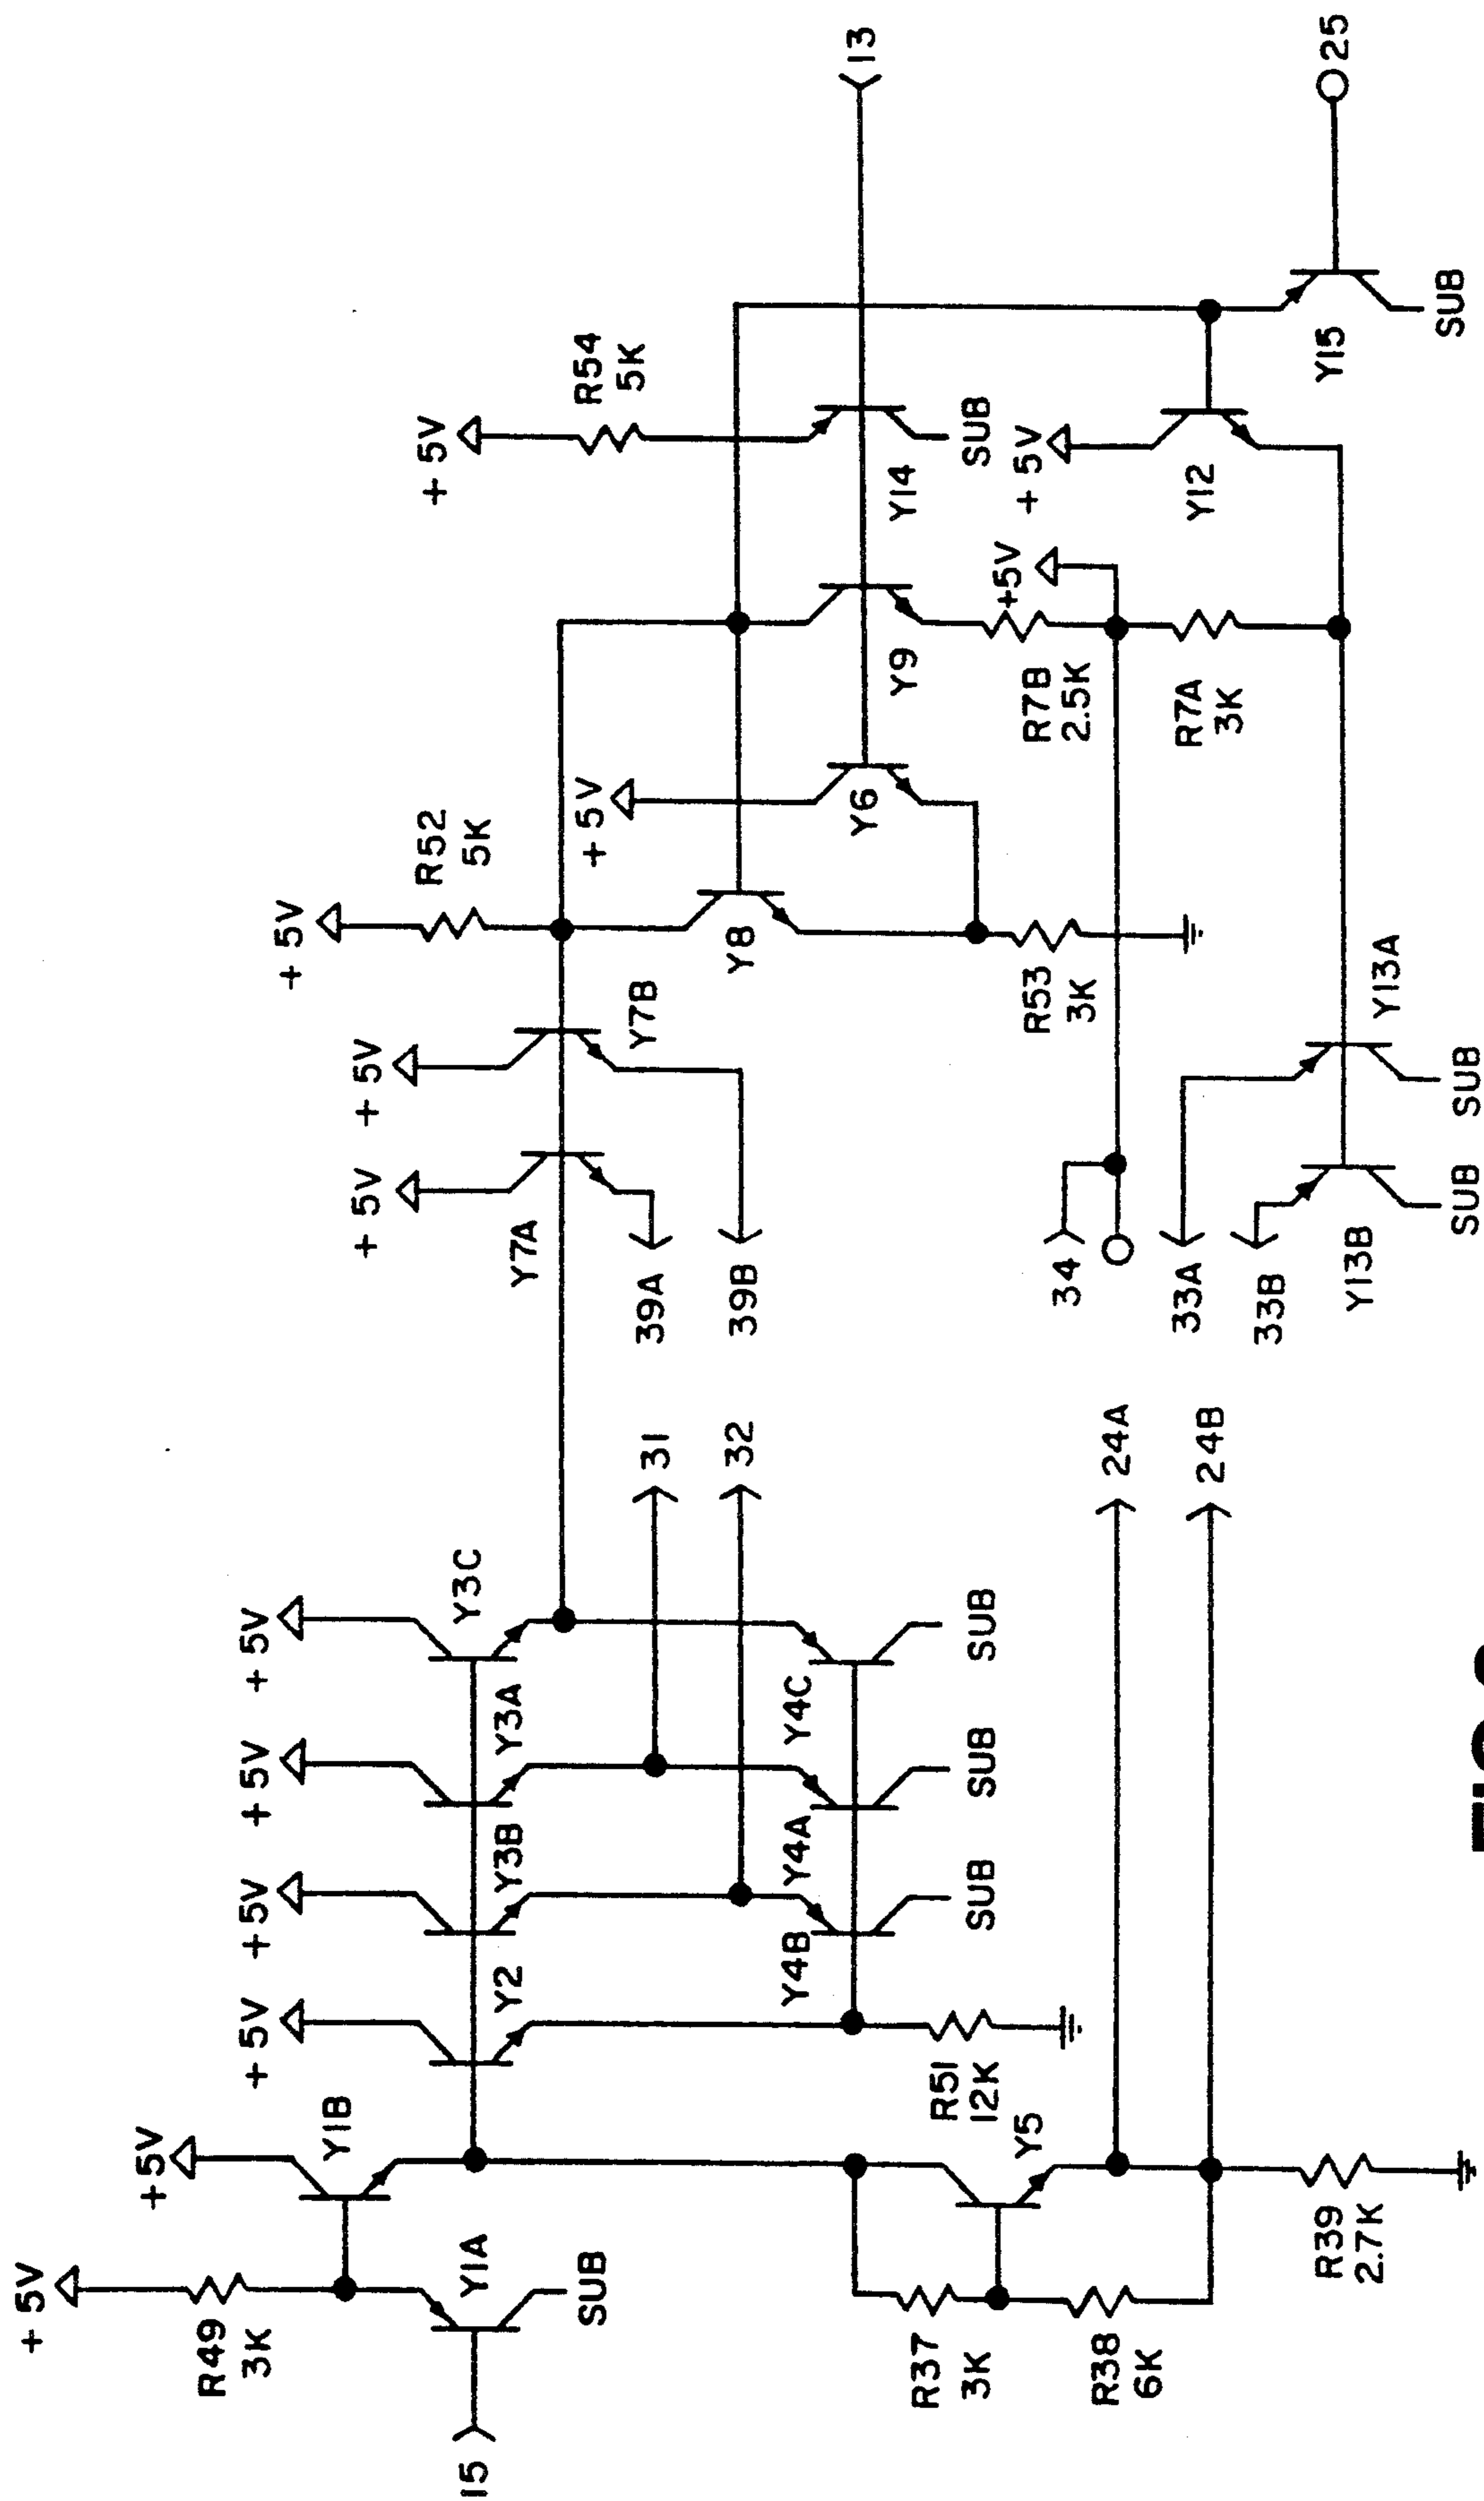 +5V
R49
3K
15
Y1A
SUB
+5V
Y1B
+5V
Y2
+5V
Y3B
+5V
Y3A
+5V
Y3C
R51
12K
Y4B
SUB
Y4A
SUB
Y4C
SUB
31
32
R37
3K
R38
6K
Y5
R39
2.7K
24A
24B
+5V
Y7A
39A
+5V
Y7B
39B
+5V
R52
5K
Y8
R53
3K
+5V
Y6
Y9
R7B
2.5K
+5V
R7A
3K
+5V
R54
5K
Y14
SUB
13
+5V
Y12
Y15
SUB
25
34
33A
33B
Y13B
SUB
Y13A
SUB